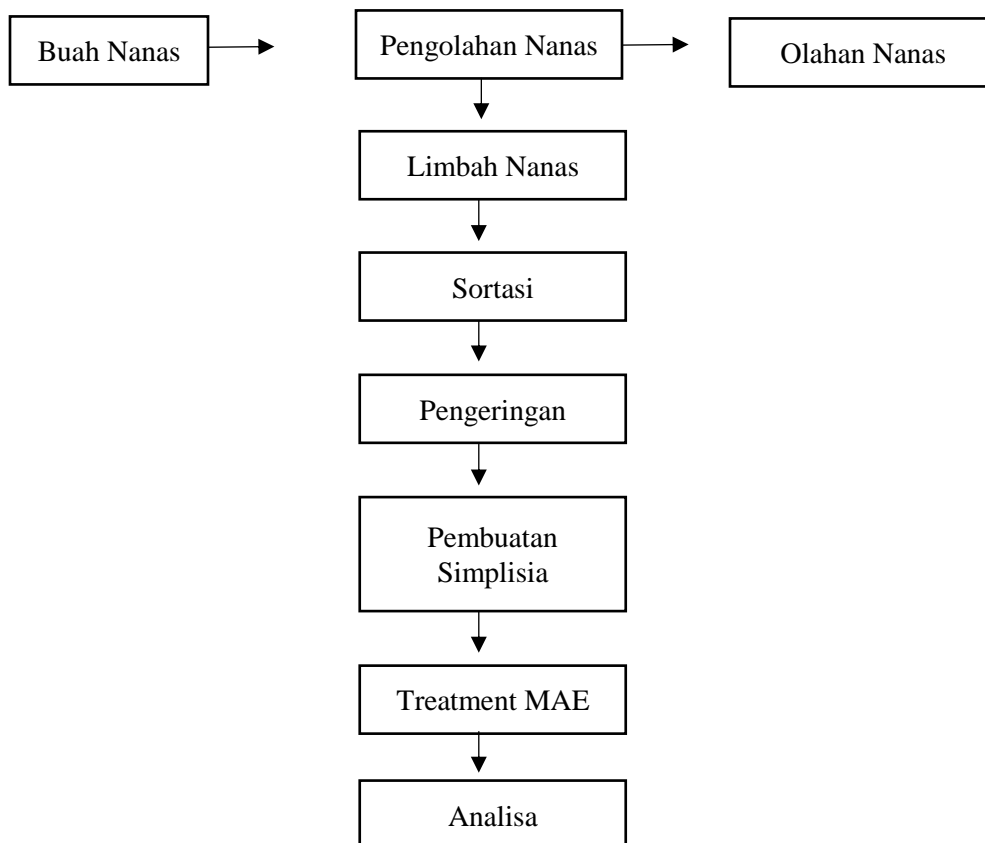 Buah Nanas
Pengolahan Nanas
Olahan Nanas
Limbah Nanas
Sortasi
Pengeringan
Pembuatan
Simplisia
Treatment MAE
Analisa